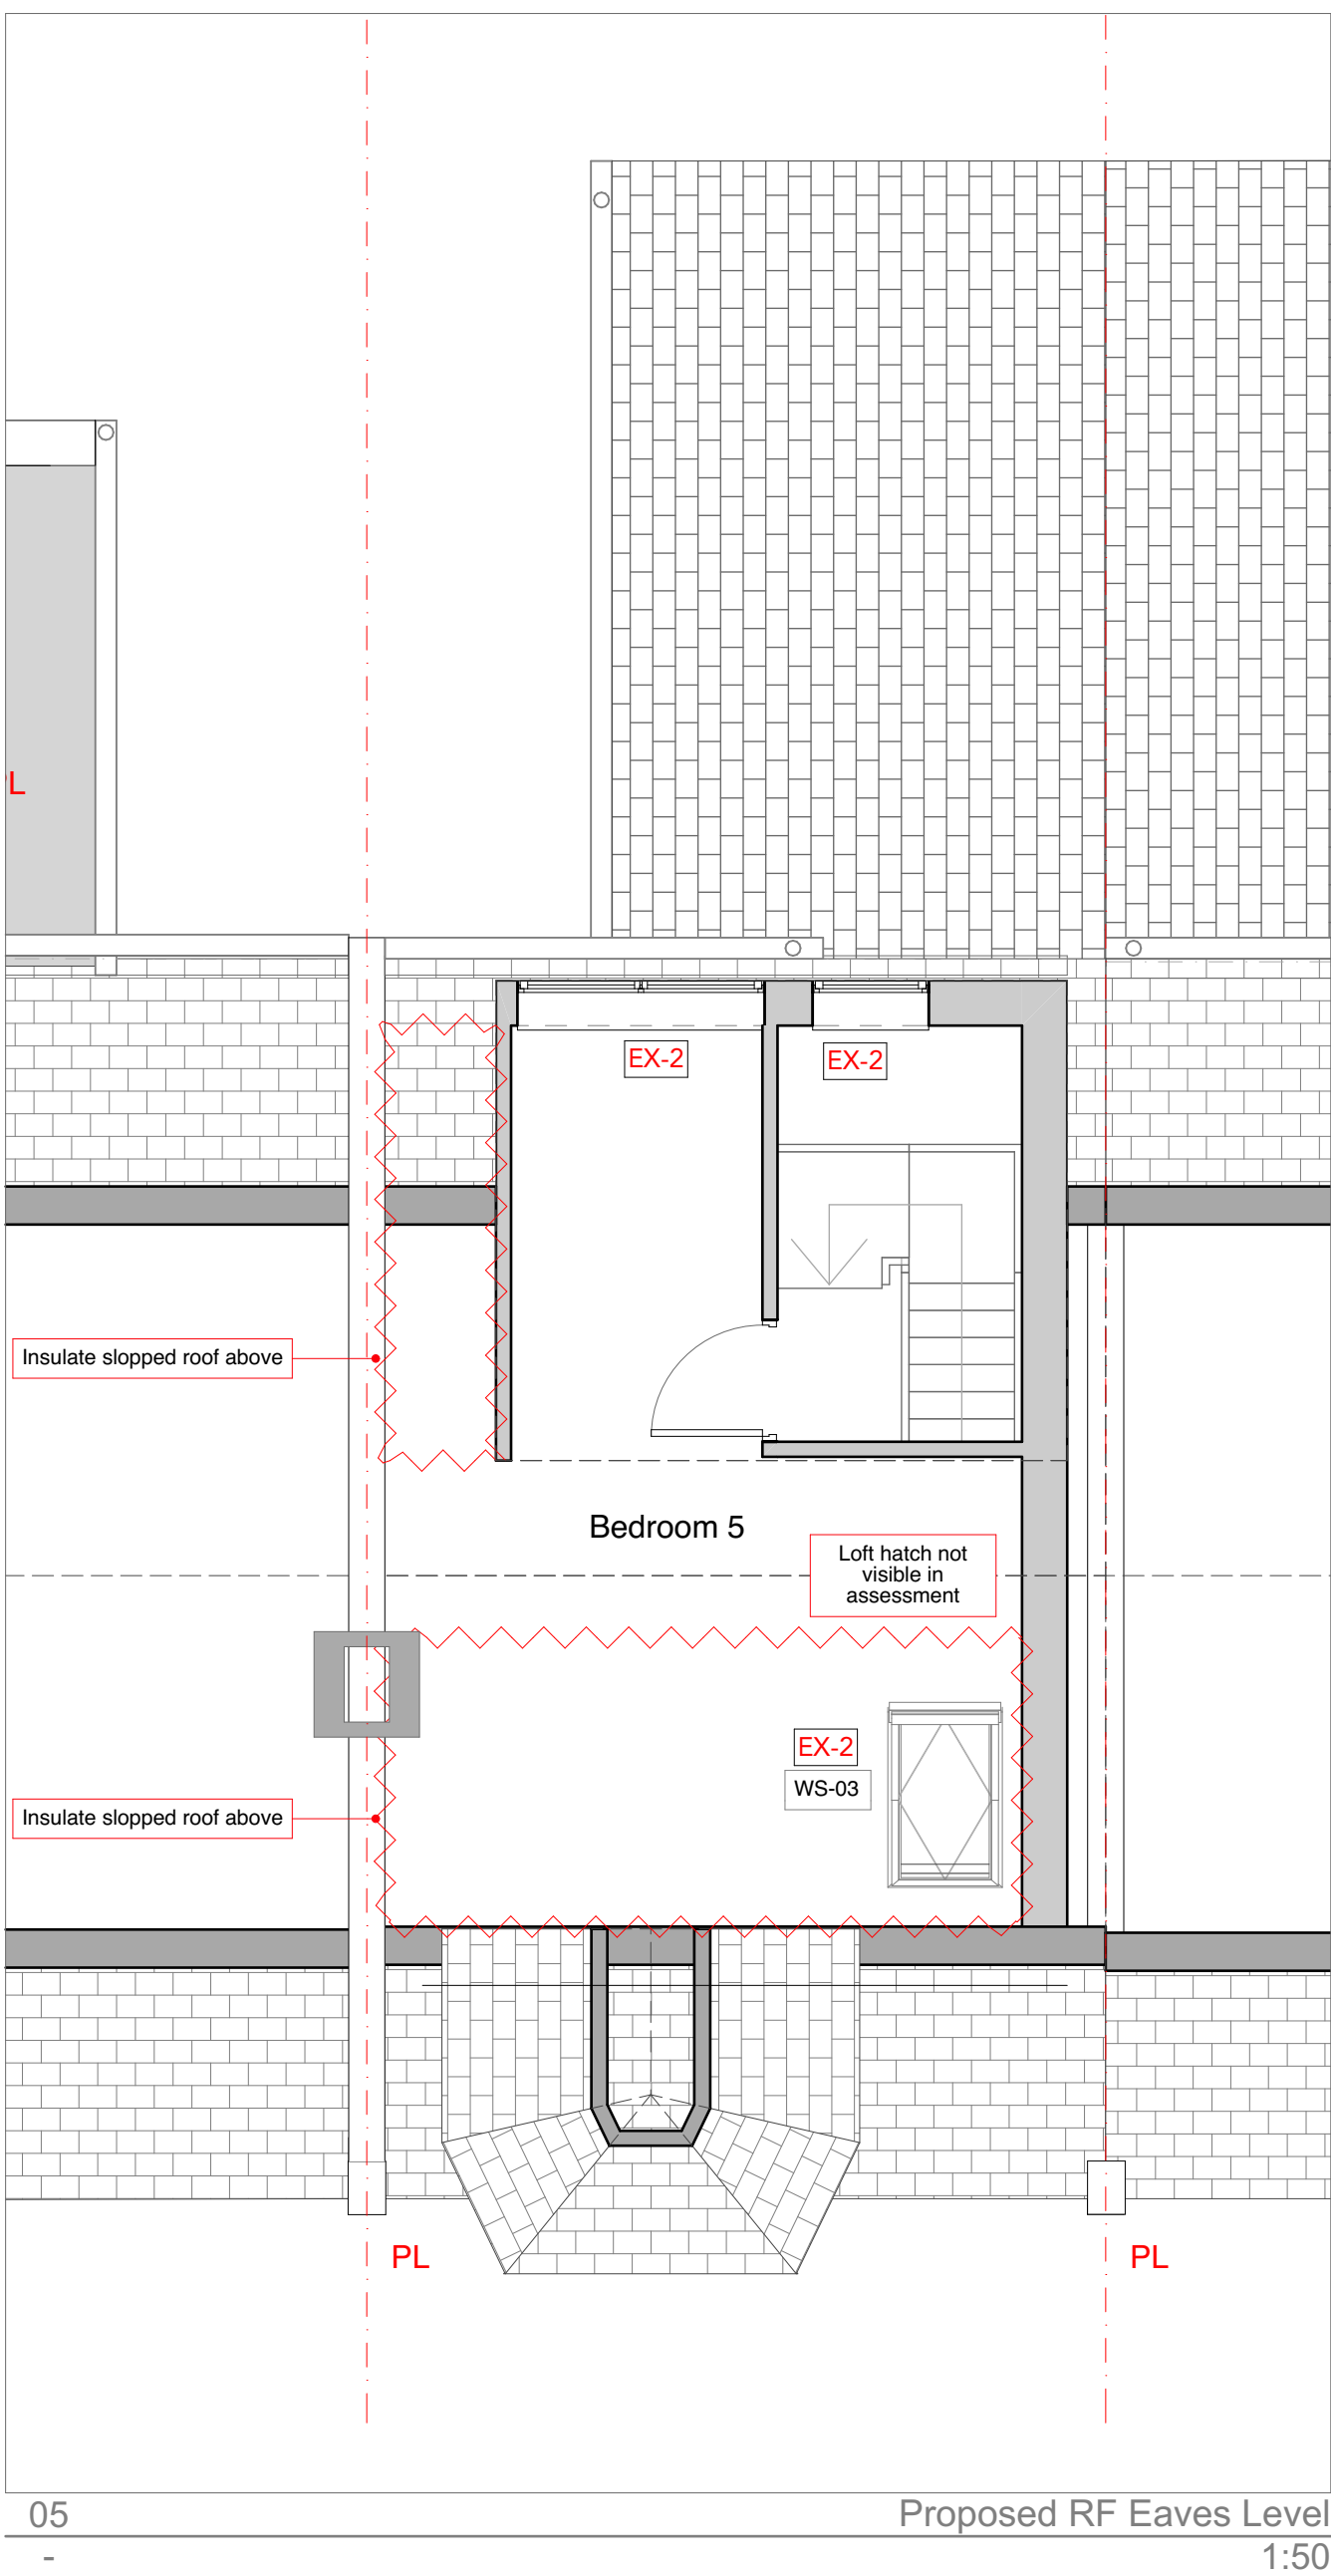 L
EX-2
EX-2
Insulate slopped roof above
Bedroom 5
Loft hatch not
visible in
assessment
EX-2
WS-03
Insulate slopped roof above
PL
PL
05
Proposed RF Eaves Level
-
1:50